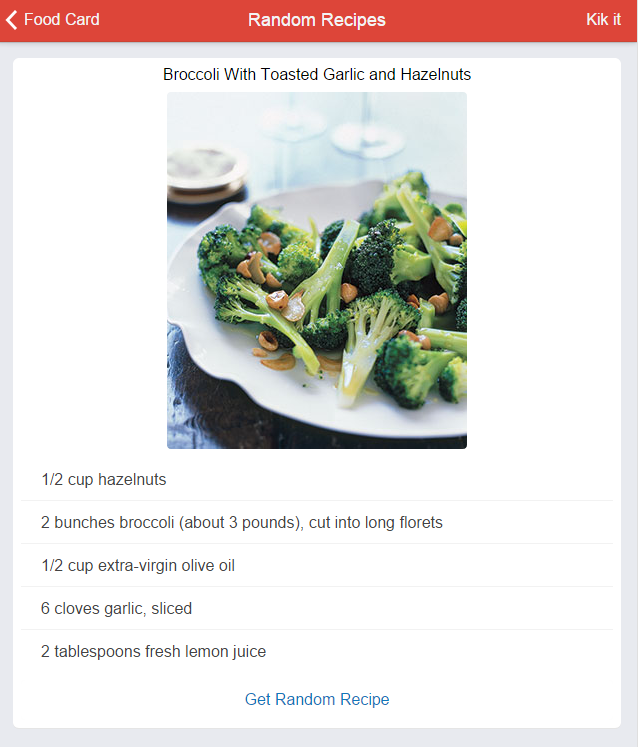 Food Card
Random Recipes
Kik it
Broccoli With Toasted Garlic and Hazelnuts
1/2 cup hazelnuts
2 bunches broccoli (about 3 pounds), cut into long florets
1/2 cup extra-virgin olive oil
6 cloves garlic, sliced
2 tablespoons fresh lemon juice
Get Random Recipe